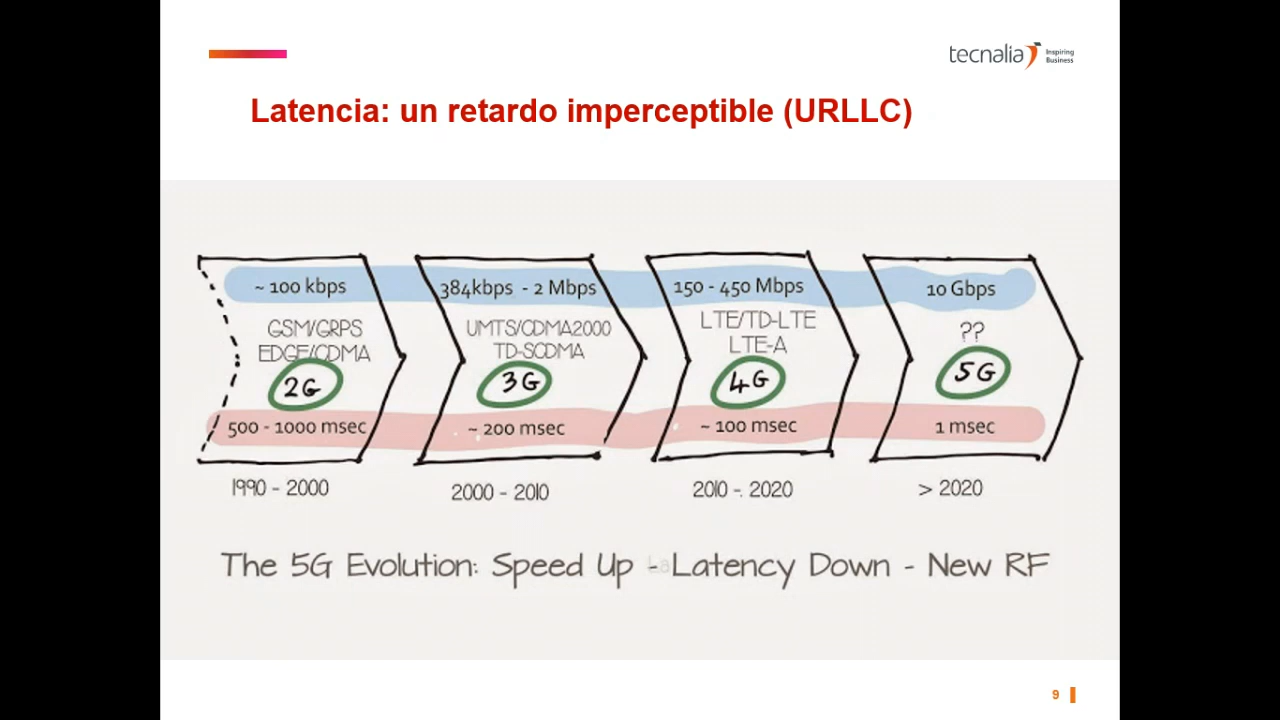 tecnalia Inspiring Business
Latencia: un retardo imperceptible (URLLC)
~ 100 kbps
384kbps - 2 Mbps
150 - 450 Mbps
10 Gbps
GSM/GRPS
EDGE/CDMA
UMTS/CDMA2000
TD-SCDMA
LTE/TD-LTE
LTE-A
??
2G
3G
4G
5G
500 - 1000 msec
~ 200 msec
~ 100 msec
1 msec
1990 - 2000
2000 - 2010
2010 - 2020
> 2020
The 5G Evolution: Speed Up - Latency Down - New RF
9